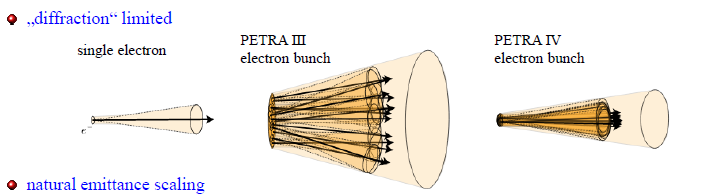 „diffraction“ limited
single electron
PETRA III
electron bunch
PETRA IV
electron bunch
e⁻
natural emittance scaling